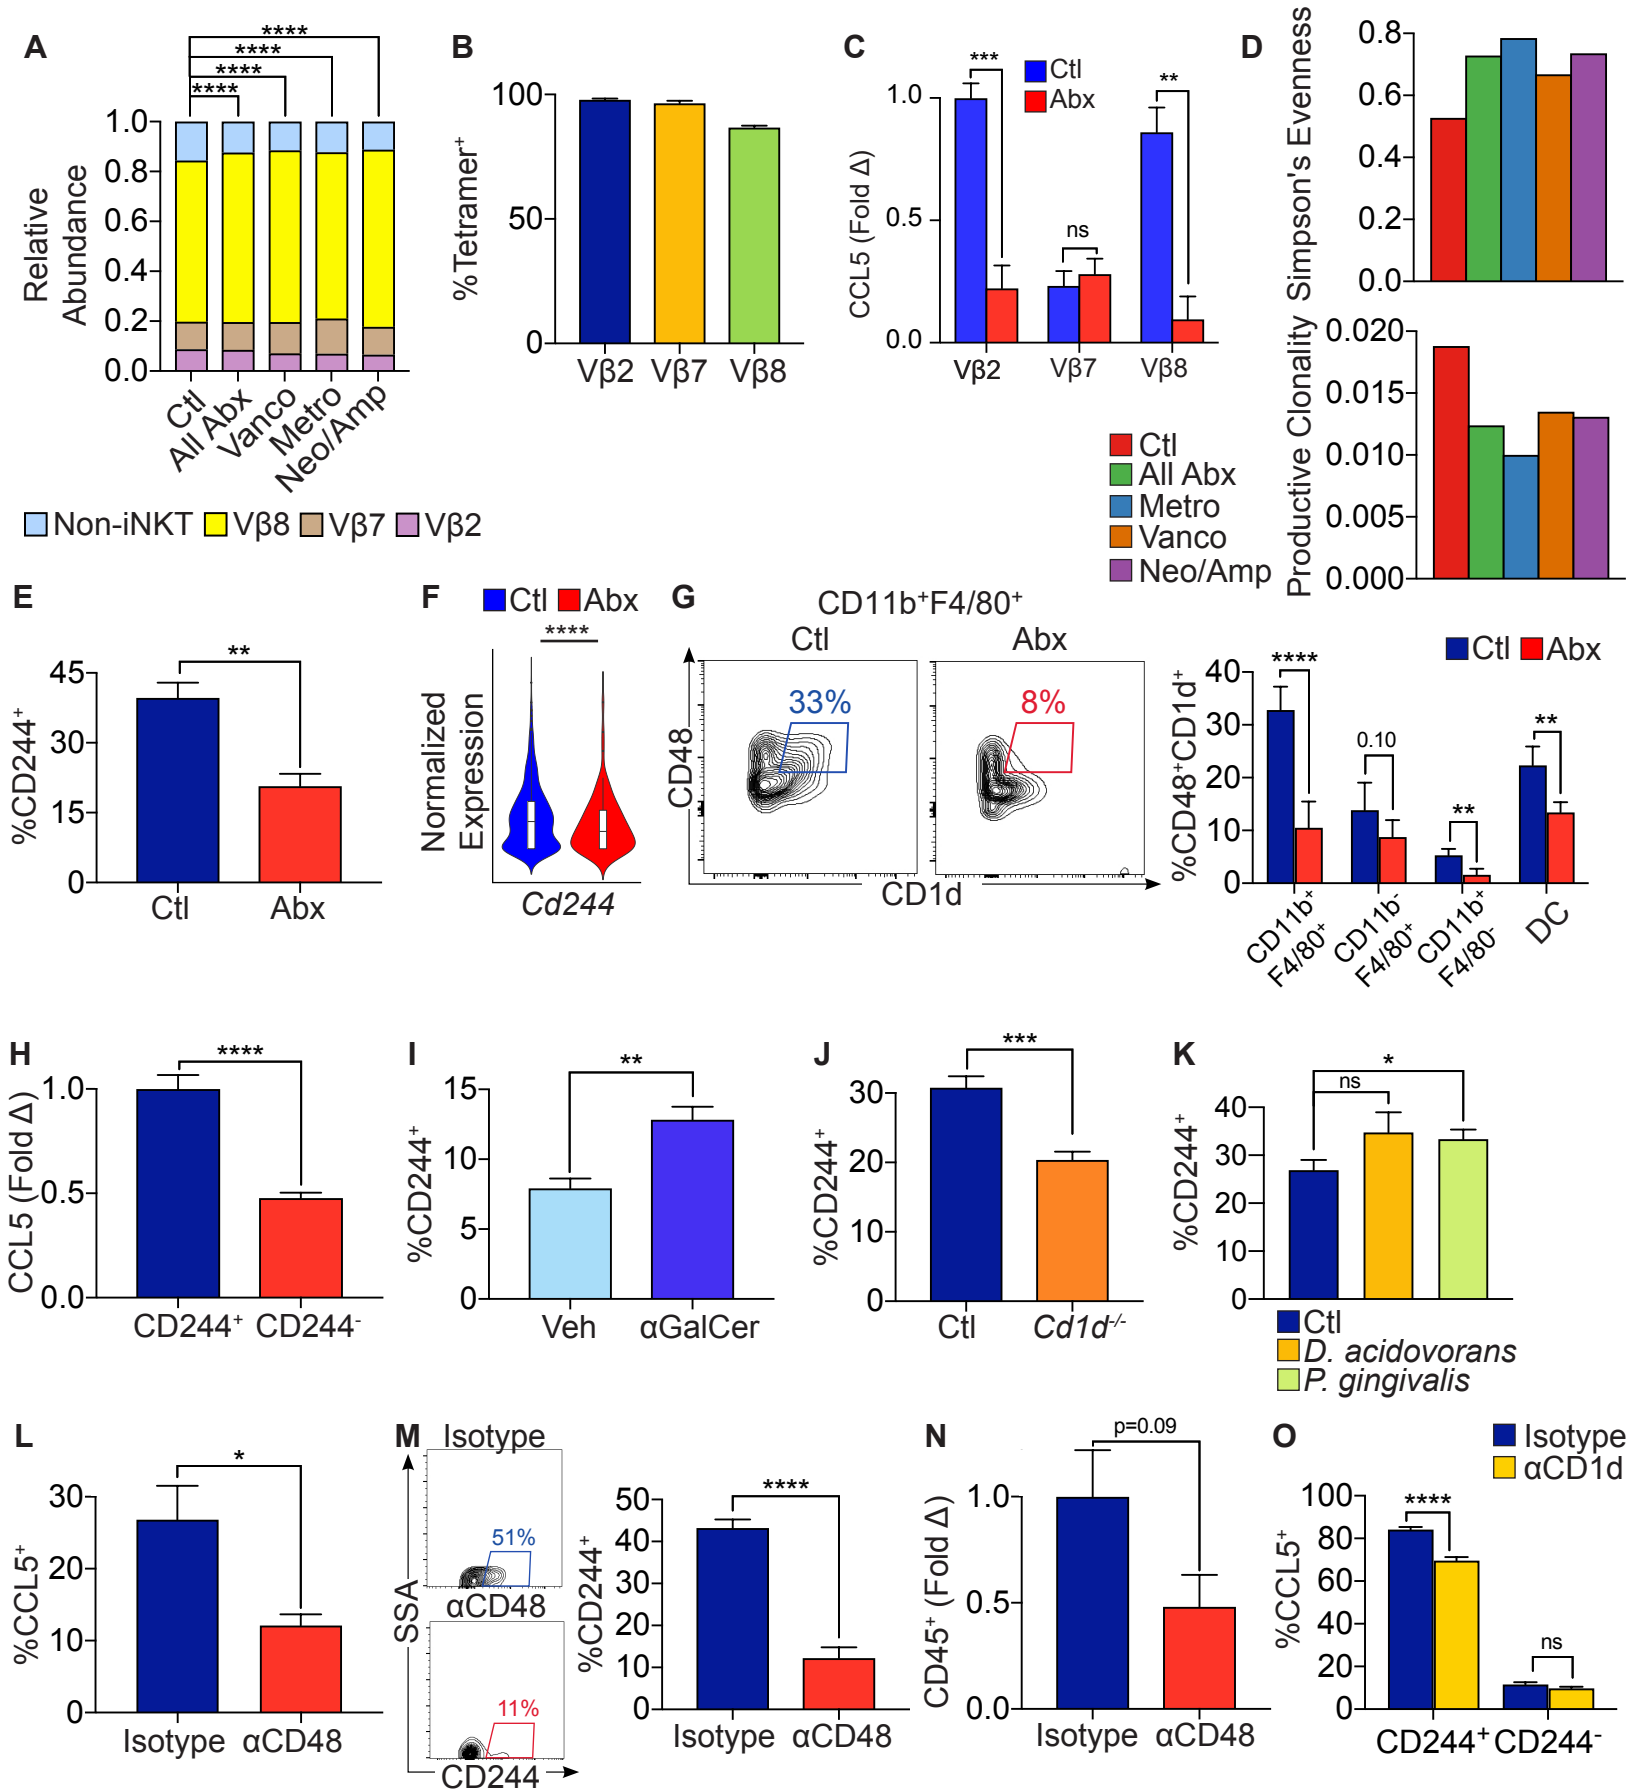 A
****
****
****
****
Relative
Abundance
1.0
0.8
0.6
0.4
0.2
0.0
Ctl
All Abx
Vanco
Metro
Neo/Amp
Non-iNKT Vβ8 Vβ7 Vβ2
B
%Tetramer⁺
100
50
0
Vβ2 Vβ7 Vβ8
C
CCL5 (Fold Δ)
Ctl
Abx
***
ns
**
1.0
0.5
0.0
Vβ2 Vβ7 Vβ8
D
Simpson's Evenness
0.8
0.6
0.4
0.2
0.0
Productive Clonality
0.020
0.015
0.010
0.005
0.000
Ctl
All Abx
Metro
Vanco
Neo/Amp
E
%CD244⁺
**
45
30
15
0
Ctl Abx
F
Ctl Abx
****
Normalized
Expression
Cd244
G
CD11b⁺F4/80⁺
Ctl Abx
33% 8%
CD48
CD1d
Ctl Abx
%CD48⁺CD1d⁺
40
30
20
10
0
****
0.10
**
**
CD11b⁺
F4/80⁺
CD11b⁻
F4/80⁺
CD11b⁺
F4/80⁻
DC
H
CCL5 (Fold Δ)
****
1.0
0.5
0.0
CD244⁺ CD244⁻
I
%CD244⁺
**
15
10
5
0
Veh αGalCer
J
%CD244⁺
***
30
20
10
0
Ctl Cd1d⁻/⁻
K
%CD244⁺
*
ns
40
30
20
10
0
Ctl
D. acidovorans
P. gingivalis
L
%CCL5⁺
*
30
20
10
0
Isotype αCD48
M
Isotype
51%
αCD48
11%
SSA
CD244
%CD244⁺
****
50
40
30
20
10
0
Isotype αCD48
N
CD45⁺ (Fold Δ)
p=0.09
1.0
0.5
0.0
Isotype αCD48
O
Isotype
αCD1d
%CCL5⁺
****
ns
100
80
60
40
20
0
CD244⁺ CD244⁻